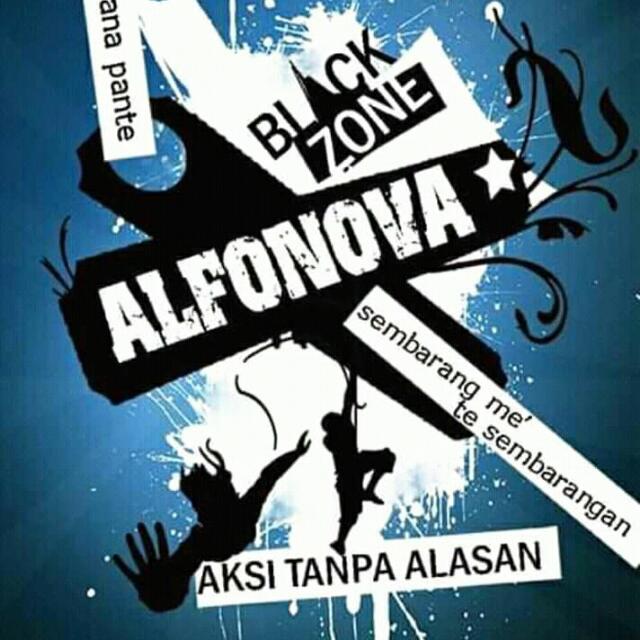 ana pante
BLACK
ZONE
ALFONOVA
sembarang me'
te sembarangan
AKSI TANPA ALASAN